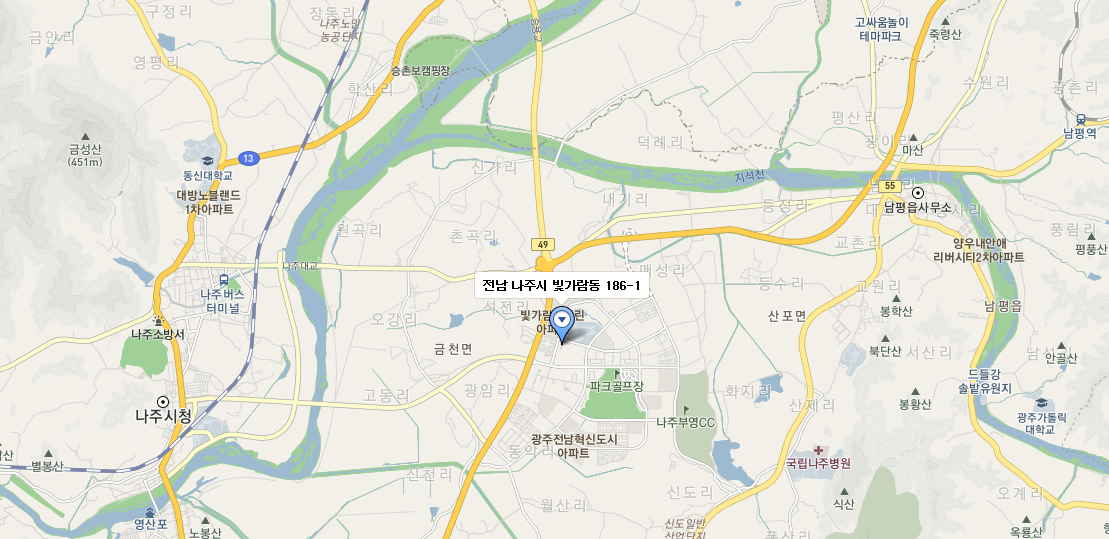 구정리
장동리
나주노안
농공단지
금안리
영평리
학산리
승촌보캠핑장
고싸움놀이
테마파크
죽령산
수원리
광촌리
평산리
남평역
광이리
마산
금성산
(451m)
13
동신대학교
대방노블랜드
1차아파트
덕례리
신가리
지석천
55
남평읍사무소
내기리
등정리
원곡리
촌곡리
49
교촌리
양우내안애
리버시티2차아파트
풍림리
평풍산
나주대교
매성리
나주버스
터미널
전남 나주시 빛가람동 186-1
등수리
교원리
석전리
남평읍
봉학산
산포면
오강리
나주소방서
금천면
북단산
서산리
안골산
드들강
솔밭유원지
고동리
광암리
파크골프장
화지리
산제리
봉황산
나주시청
나주부영CC
광주가톨릭
대학교
광주전남혁신도시
아파트
동악리
별봉산
국립나주병원
신천리
신도리
식산
오계리
월산리
영산포
노봉산
신도일반
산업단지
옥룡산